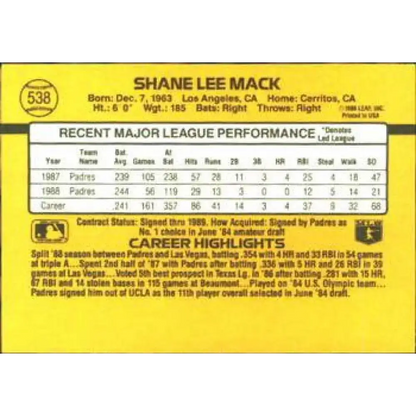 538
SHANE LEE MACK
Born: Dec. 7, 1963 Los Angeles, CA Home: Cerritos, CA
Ht.: 6' 0" Wgt.: 185 Bats: Right Throws: Right
© 1988 LEAF, INC.
Printed in USA
RECENT MAJOR LEAGUE PERFORMANCE *Denotes Led League
Year Team Name Bat. Avg Games At Bat Hits Runs 2B 3B HR RBI Steal Walk SO
1987 Padres .239 105 238 57 28 11 3 4 25 4 18 47
1988 Padres .244 56 119 29 13 3 0 0 12 5 14 21
Career .241 161 357 86 41 14 3 4 37 9 32 68
Contract Status: Signed thru 1989. How Acquired: Signed by Padres as
No. 1 choice in June '84 amateur draft
CAREER HIGHLIGHTS
Split '88 season between Padres and Las Vegas, batting .354 with 4 HR and 33 RBI in 54 games
at triple A...Spent 2nd half of '87 with Padres after batting .336 with 5 HR and 26 RBI in 39
games at Las Vegas...Voted 5th best prospect in Texas Lg. in '86 after batting .281 with 15 HR,
67 RBI and 14 stolen bases in 115 games at Beaumont...Played on '84 U.S. Olympic team...
Padres signed him out of UCLA as the 11th player overall selected in June '84 draft.